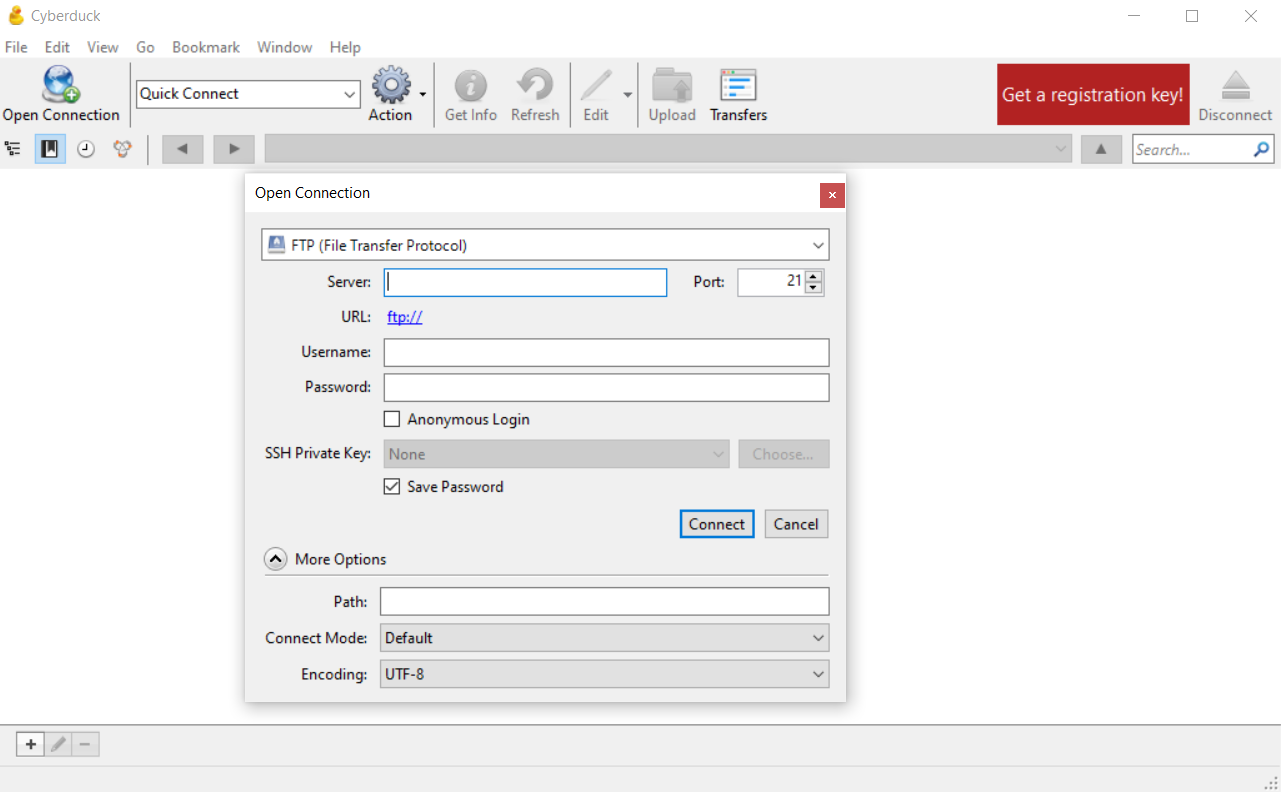 Cyberduck
File Edit View Go Bookmark Window Help
Open Connection
Quick Connect
Action
Get Info
Refresh
Edit
Upload
Transfers
Get a registration key!
Disconnect
Search...
Open Connection
FTP (File Transfer Protocol)
Server:
Port: 21
URL: ftp://
Username:
Password:
Anonymous Login
SSH Private Key: None Choose...
Save Password
Connect Cancel
More Options
Path:
Connect Mode: Default
Encoding: UTF-8